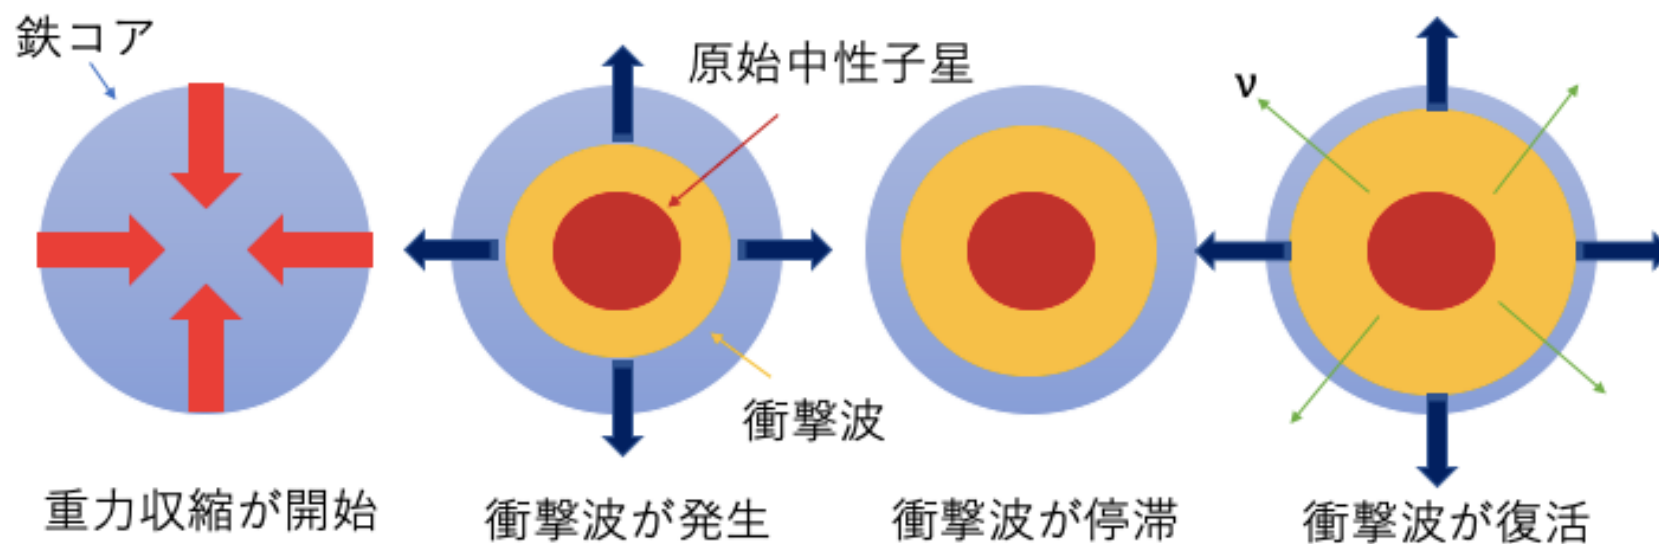 鉄コア
原始中性子星
ν
衝撃波
重力収縮が開始
衝撃波が発生
衝撃波が停滞
衝撃波が復活